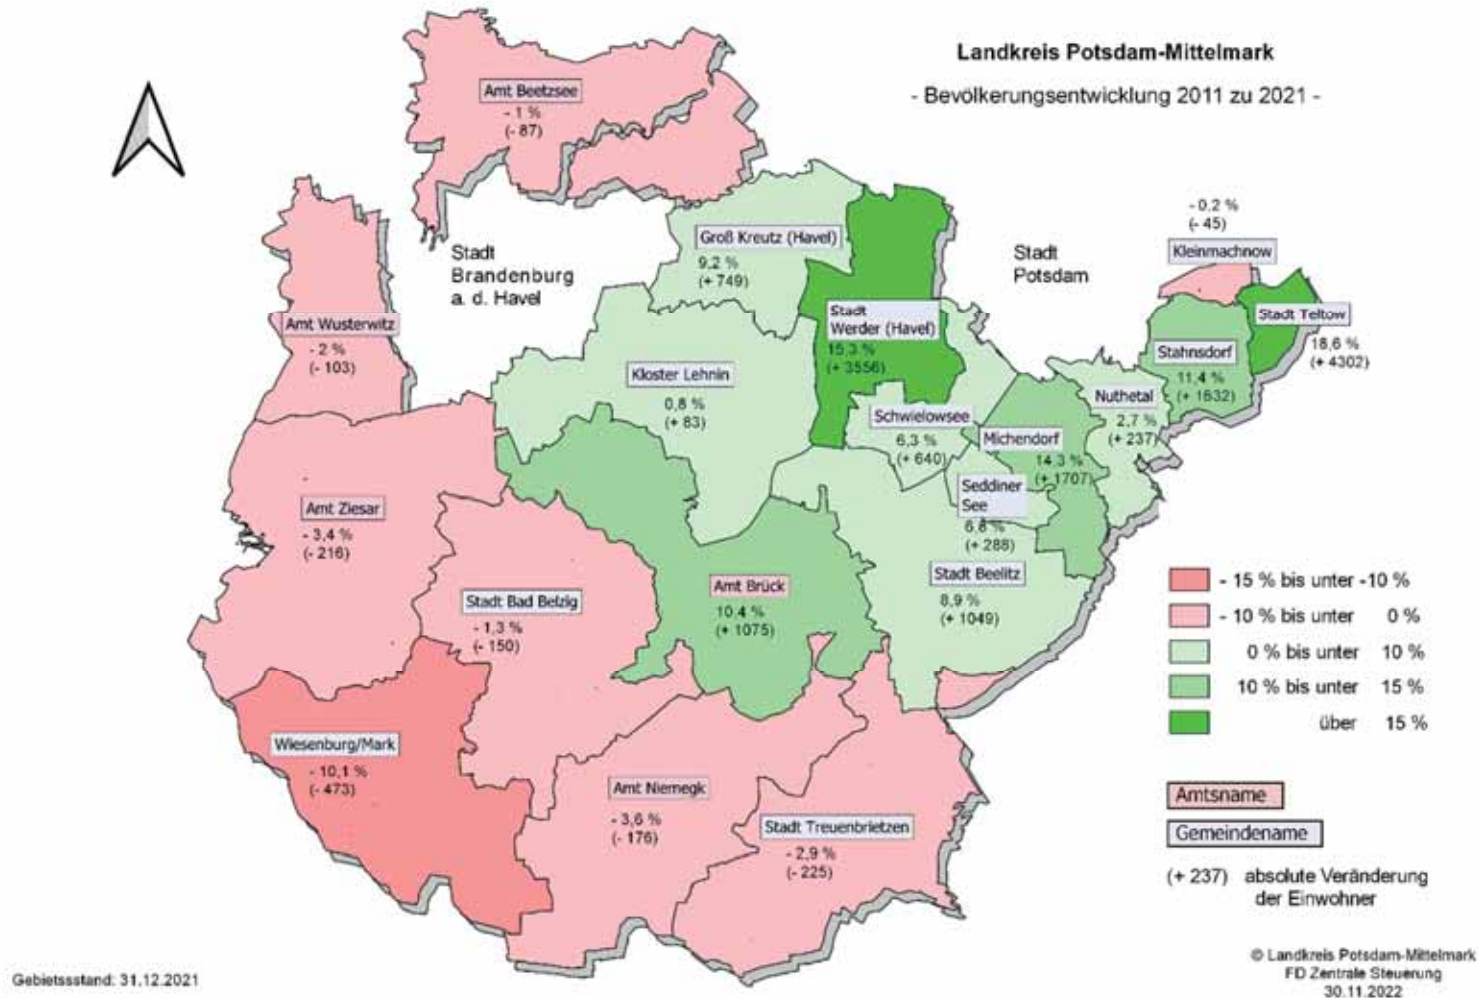 Landkreis Potsdam-Mittelmark
- Bevölkerungsentwicklung 2011 zu 2021 -
Amt Beetzsee
- 1 %
(- 87)
Stadt
Brandenburg
a. d. Havel
Groß Kreutz (Havel)
9,2 %
(+ 749)
Stadt
Potsdam
- 0,2 %
(- 45)
Kleinmachnow
Amt Wusterwitz
- 2 %
(- 103)
Stadt
Werder (Havel)
15,3 %
(+ 3556)
Stadt Teltow
18,6 %
(+ 4302)
Stahnsdorf
11,4 %
(+ 1632)
Kloster Lehnin
0,8 %
(+ 83)
Schwielowsee
6,3 %
(+ 640)
Nuthetal
2,7 %
(+ 237)
Michendorf
14,3 %
(+ 1707)
Seddiner
See
6,8 %
(+ 288)
Amt Ziesar
- 3,4 %
(- 216)
Stadt Bad Belzig
- 1,3 %
(- 150)
Amt Brück
10,4 %
(+ 1075)
Stadt Beelitz
8,9 %
(+ 1049)
Wiesenburg/Mark
- 10,1 %
(- 473)
Amt Niemegk
- 3,6 %
(- 176)
Stadt Treuenbrietzen
- 2,9 %
(- 225)
- 15 % bis unter -10 %
- 10 % bis unter 0 %
0 % bis unter 10 %
10 % bis unter 15 %
über 15 %
Amtsname
Gemeindename
(+ 237) absolute Veränderung
der Einwohner
Gebietsstand: 31.12.2021
© Landkreis Potsdam-Mittelmark
FD Zentrale Steuerung
30.11.2022